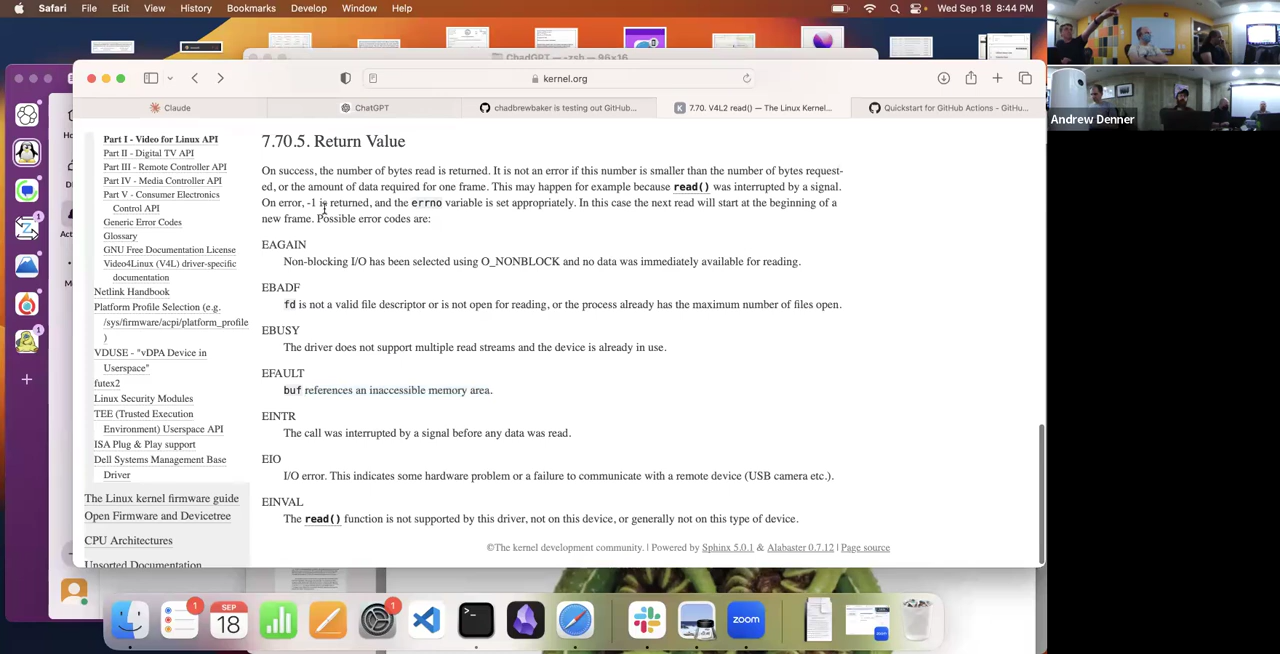 Safari File Edit View History Bookmarks Develop Window Help Wed Sep 18 8:44 PM
ChadGPT — -zsh — 96×16
kernel.org
Claude ChatGPT chadbrewbaker is testing out GitHub... 7.70. V4L2 read() — The Linux Kernel... Quickstart for GitHub Actions - GitHu...
Andrew Denner
Part I - Video for Linux API
Part II - Digital TV API
Part III - Remote Controller API
Part IV - Media Controller API
Part V - Consumer Electronics
Control API
Generic Error Codes
Glossary
GNU Free Documentation License
Video4Linux (V4L) driver-specific
documentation
Netlink Handbook
Platform Profile Selection (e.g.
/sys/firmware/acpi/platform_profile
)
VDUSE - "vDPA Device in
Userspace"
futex2
Linux Security Modules
TEE (Trusted Execution
Environment) Userspace API
ISA Plug & Play support
Dell Systems Management Base
Driver
The Linux kernel firmware guide
Open Firmware and Devicetree
CPU Architectures
Unsorted Documentation
7.70.5. Return Value
On success, the number of bytes read is returned. It is not an error if this number is smaller than the number of bytes request-
ed, or the amount of data required for one frame. This may happen for example because read() was interrupted by a signal.
On error, -1 is returned, and the errno variable is set appropriately. In this case the next read will start at the beginning of a
new frame. Possible error codes are:
EAGAIN
Non-blocking I/O has been selected using O_NONBLOCK and no data was immediately available for reading.
EBADF
fd is not a valid file descriptor or is not open for reading, or the process already has the maximum number of files open.
EBUSY
The driver does not support multiple read streams and the device is already in use.
EFAULT
buf references an inaccessible memory area.
EINTR
The call was interrupted by a signal before any data was read.
EIO
I/O error. This indicates some hardware problem or a failure to communicate with a remote device (USB camera etc.).
EINVAL
The read() function is not supported by this driver, not on this device, or generally not on this type of device.
©The kernel development community. | Powered by Sphinx 5.0.1 & Alabaster 0.7.12 | Page source
1
SEP
18
1
zoom